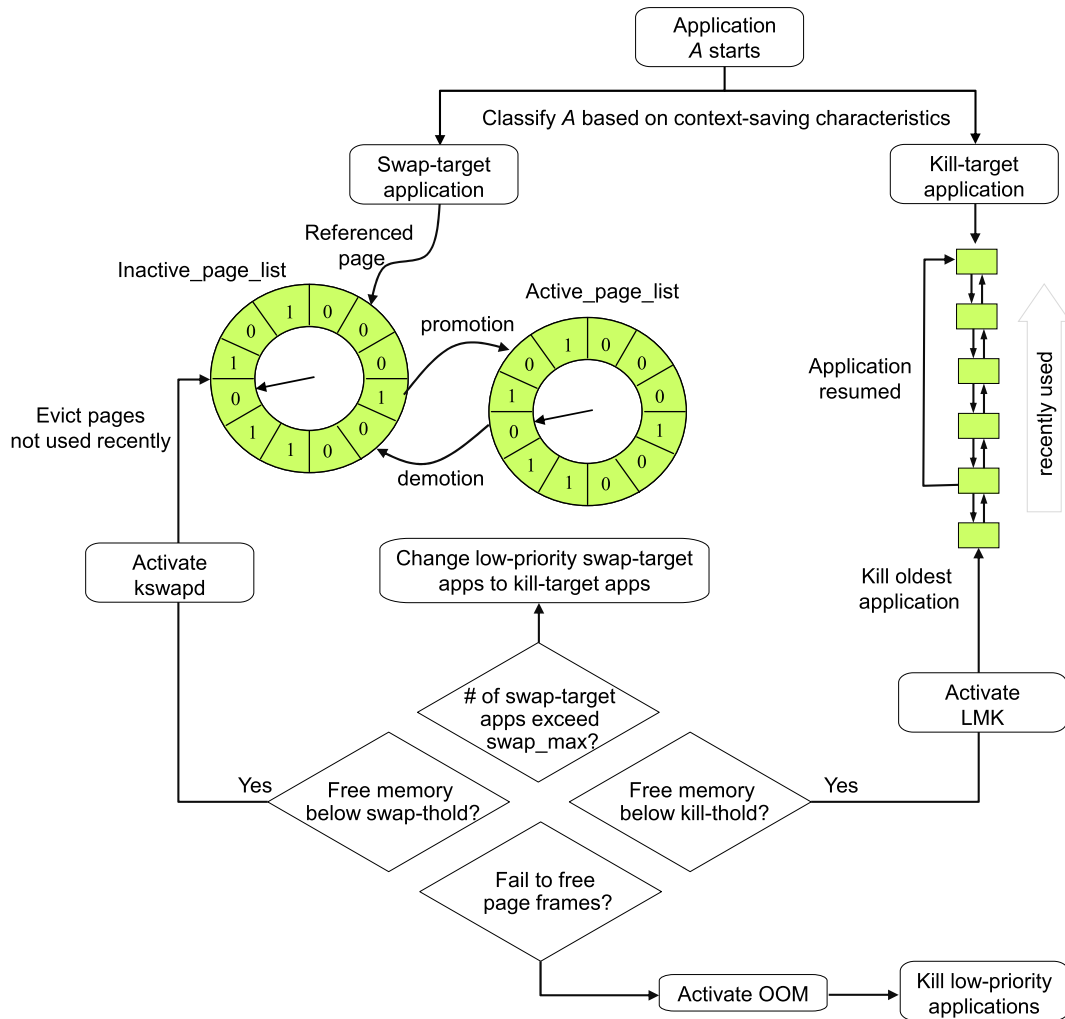 Application
A starts
Classify A based on context-saving characteristics
Swap-target
application
Kill-target
application
Referenced
page
Inactive_page_list
Active_page_list
0 1 0 0 0 1 0 0 1 1 0 1
promotion
demotion
0 1 0 0 0 1 0 0 1 1 0 1
Evict pages
not used recently
Application
resumed
recently used
Activate
kswapd
Change low-priority swap-target
apps to kill-target apps
Kill oldest
application
# of swap-target
apps exceed
swap_max?
Activate
LMK
Yes
Free memory
below swap-thold?
Free memory
below kill-thold?
Yes
Fail to free
page frames?
Activate OOM
Kill low-priority
applications